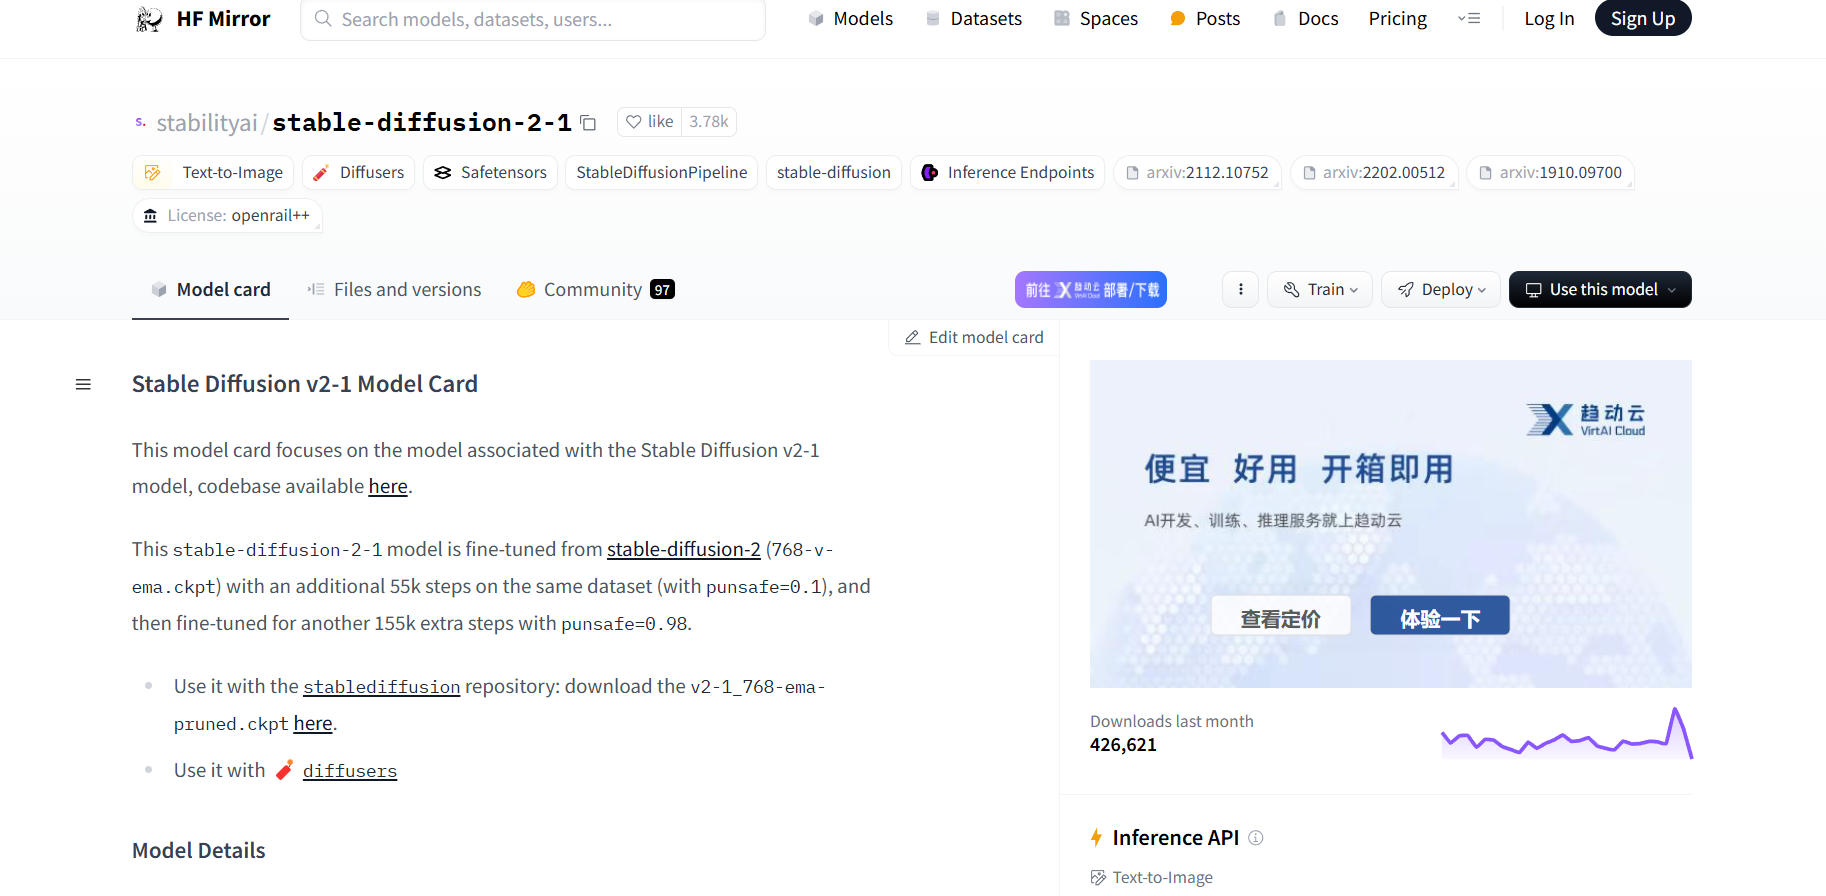 HF Mirror
Search models, datasets, users...
Models
Datasets
Spaces
Posts
Docs
Pricing
Log In
Sign Up
stabilityai/stable-diffusion-2-1
like 3.78k
Text-to-Image
Diffusers
Safetensors
StableDiffusionPipeline
stable-diffusion
Inference Endpoints
arxiv:2112.10752
arxiv:2202.00512
arxiv:1910.09700
License: openrail++
Model card
Files and versions
Community 97
前往 X 趋动云 VirtAI Cloud 部署/下载
Train
Deploy
Use this model
Edit model card
Stable Diffusion v2-1 Model Card
This model card focuses on the model associated with the Stable Diffusion v2-1
model, codebase available here.
This stable-diffusion-2-1 model is fine-tuned from stable-diffusion-2 (768-v-
ema.ckpt) with an additional 55k steps on the same dataset (with punsafe=0.1), and
then fine-tuned for another 155k extra steps with punsafe=0.98.
Use it with the stablediffusion repository: download the v2-1_768-ema-
pruned.ckpt here.
Use it with diffusers
Model Details
趋动云
VirtAI Cloud
便宜 好用 开箱即用
AI开发、训练、推理服务就上趋动云
查看定价
体验一下
Downloads last month
426,621
Inference API
Text-to-Image